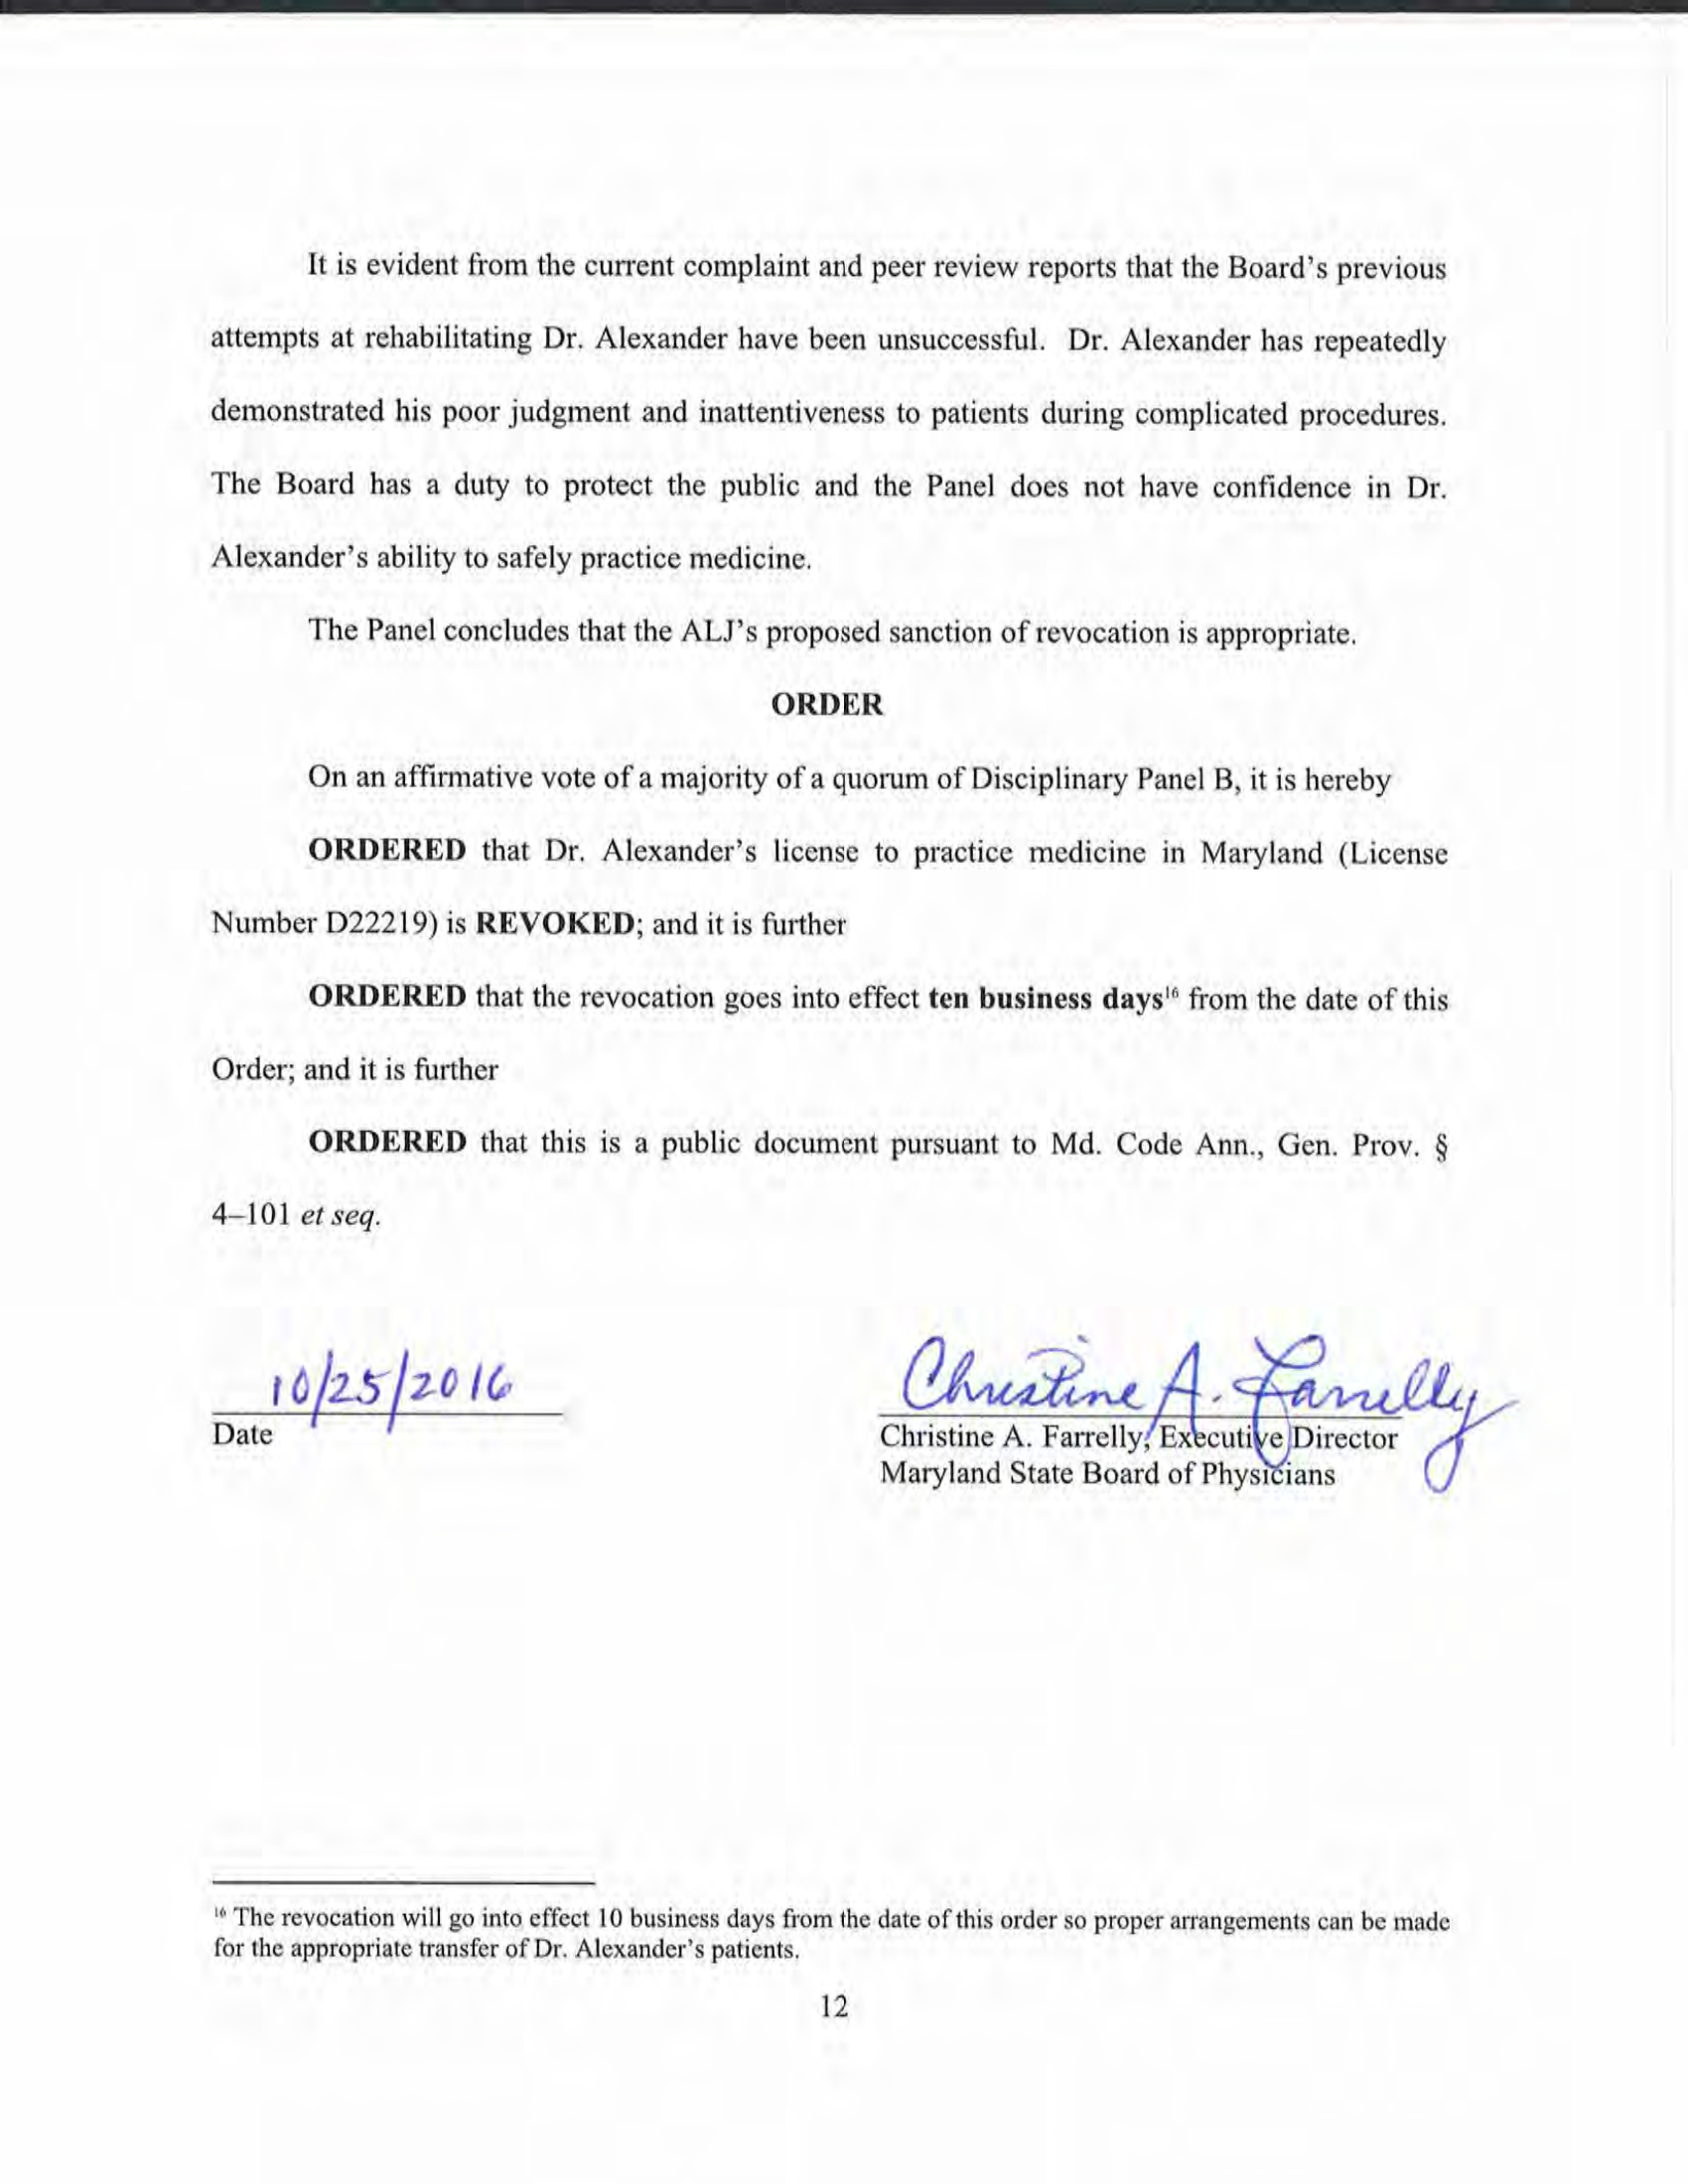 It is evident from the current complaint and peer review reports that the Board's previous
attempts at rehabilitating Dr. Alexander have been unsuccessful. Dr. Alexander has repeatedly
demonstrated his poor judgment and inattentiveness to patients during complicated procedures.
The Board has a duty to protect the public and the Panel does not have confidence in Dr.
Alexander's ability to safely practice medicine.
The Panel concludes that the ALJ's proposed sanction of revocation is appropriate.
ORDER
On an affirmative vote of a majority of a quorum of Disciplinary Panel B, it is hereby
ORDERED that Dr. Alexander's license to practice medicine in Maryland (License
Number D22219) is REVOKED; and it is further
ORDERED that the revocation goes into effect ten business days16 from the date of this
Order; and it is further
ORDERED that this is a public document pursuant to Md. Code Ann., Gen. Prov. §
4–101 et seq.
10/25/2016
Date
Christine A. Farrelly
Christine A. Farrelly, Executive Director
Maryland State Board of Physicians
16 The revocation will go into effect 10 business days from the date of this order so proper arrangements can be made
for the appropriate transfer of Dr. Alexander's patients.
12